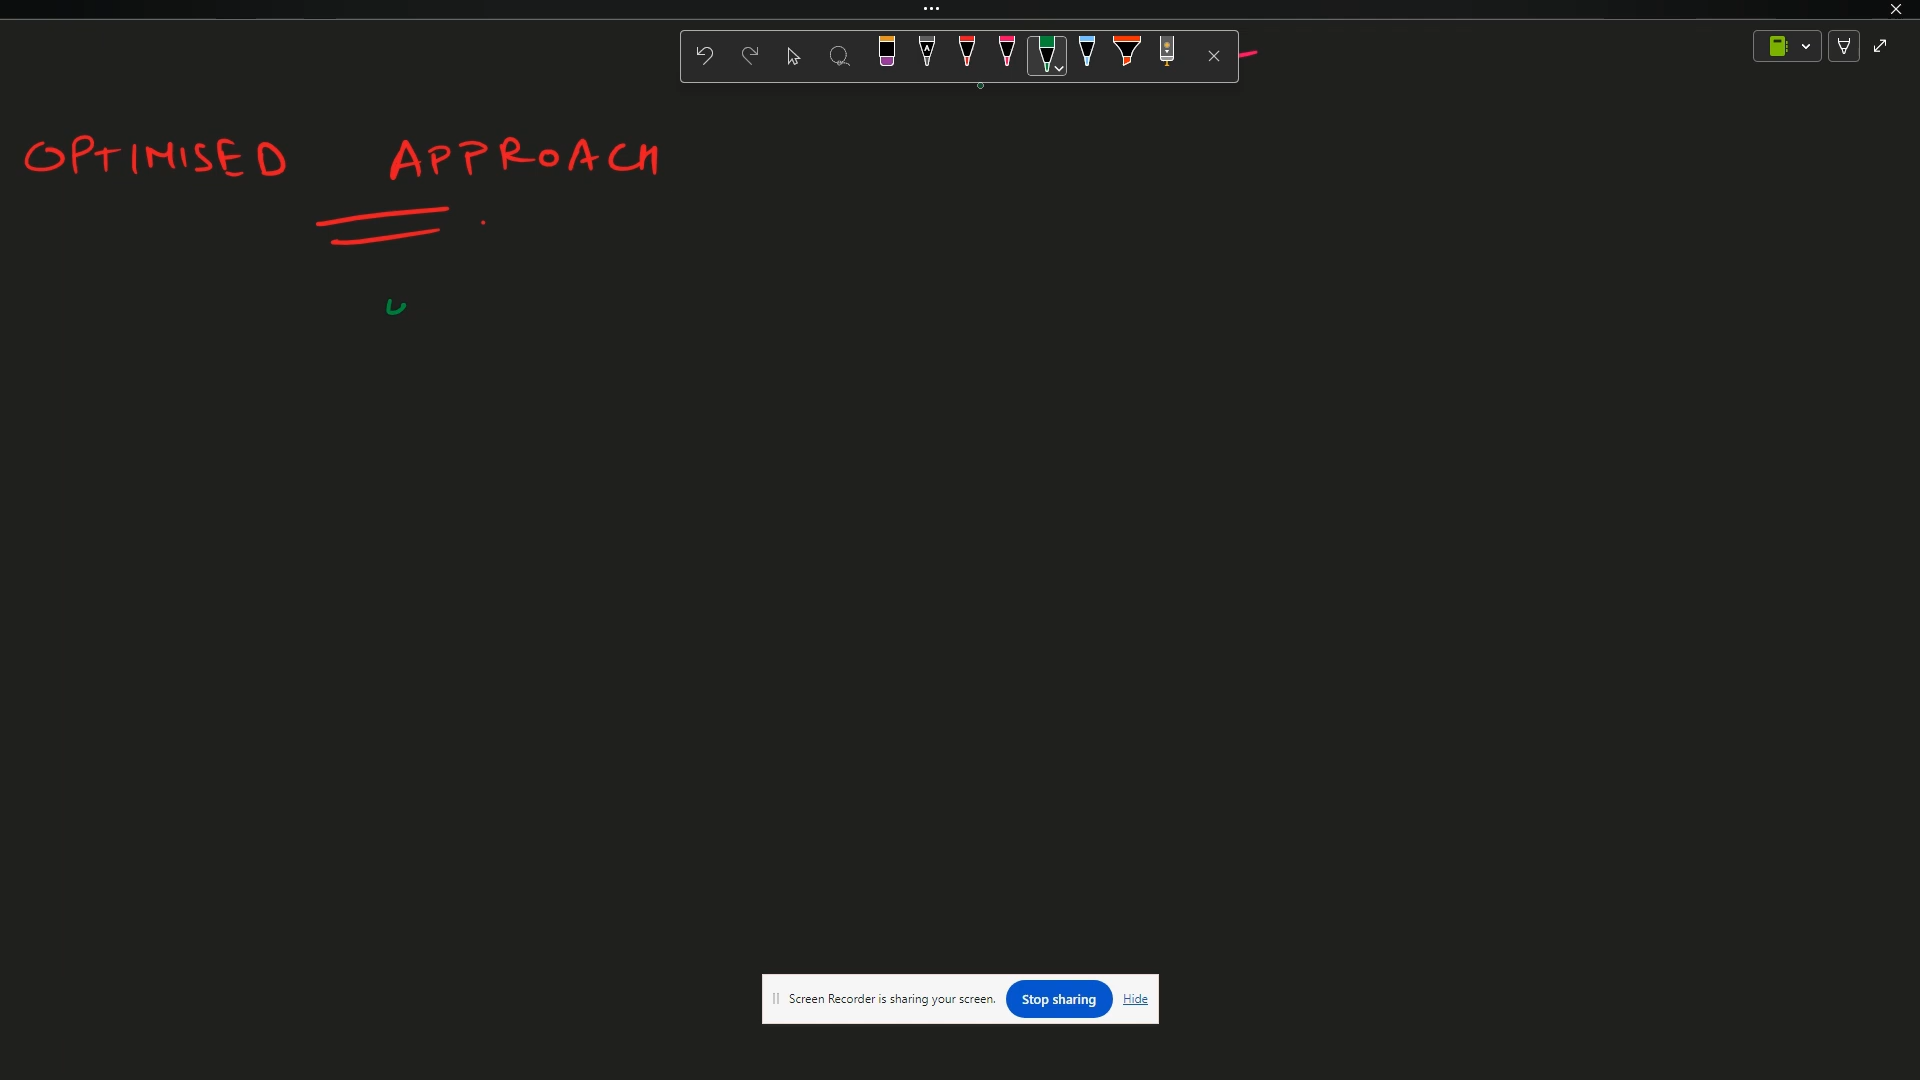 OPTIMISED APPROACH
Screen Recorder is sharing your screen. Stop sharing Hide